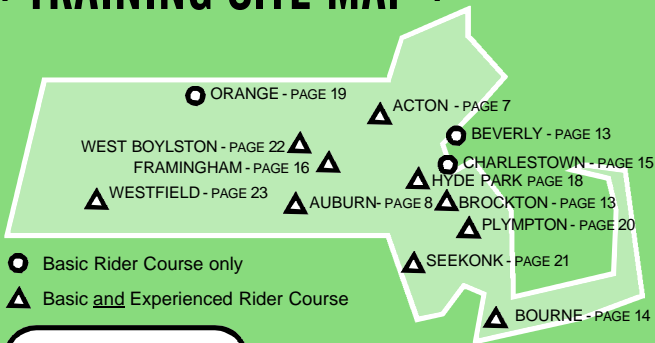 TRAINING SITE MAP
ORANGE - PAGE 19
ACTON - PAGE 7
BEVERLY - PAGE 13
WEST BOYLSTON - PAGE 22
CHARLESTOWN - PAGE 15
FRAMINGHAM - PAGE 16
HYDE PARK PAGE 18
WESTFIELD - PAGE 23
AUBURN- PAGE 8
BROCKTON - PAGE 13
PLYMPTON - PAGE 20
SEEKONK - PAGE 21
Basic Rider Course only
Basic and Experienced Rider Course
BOURNE - PAGE 14